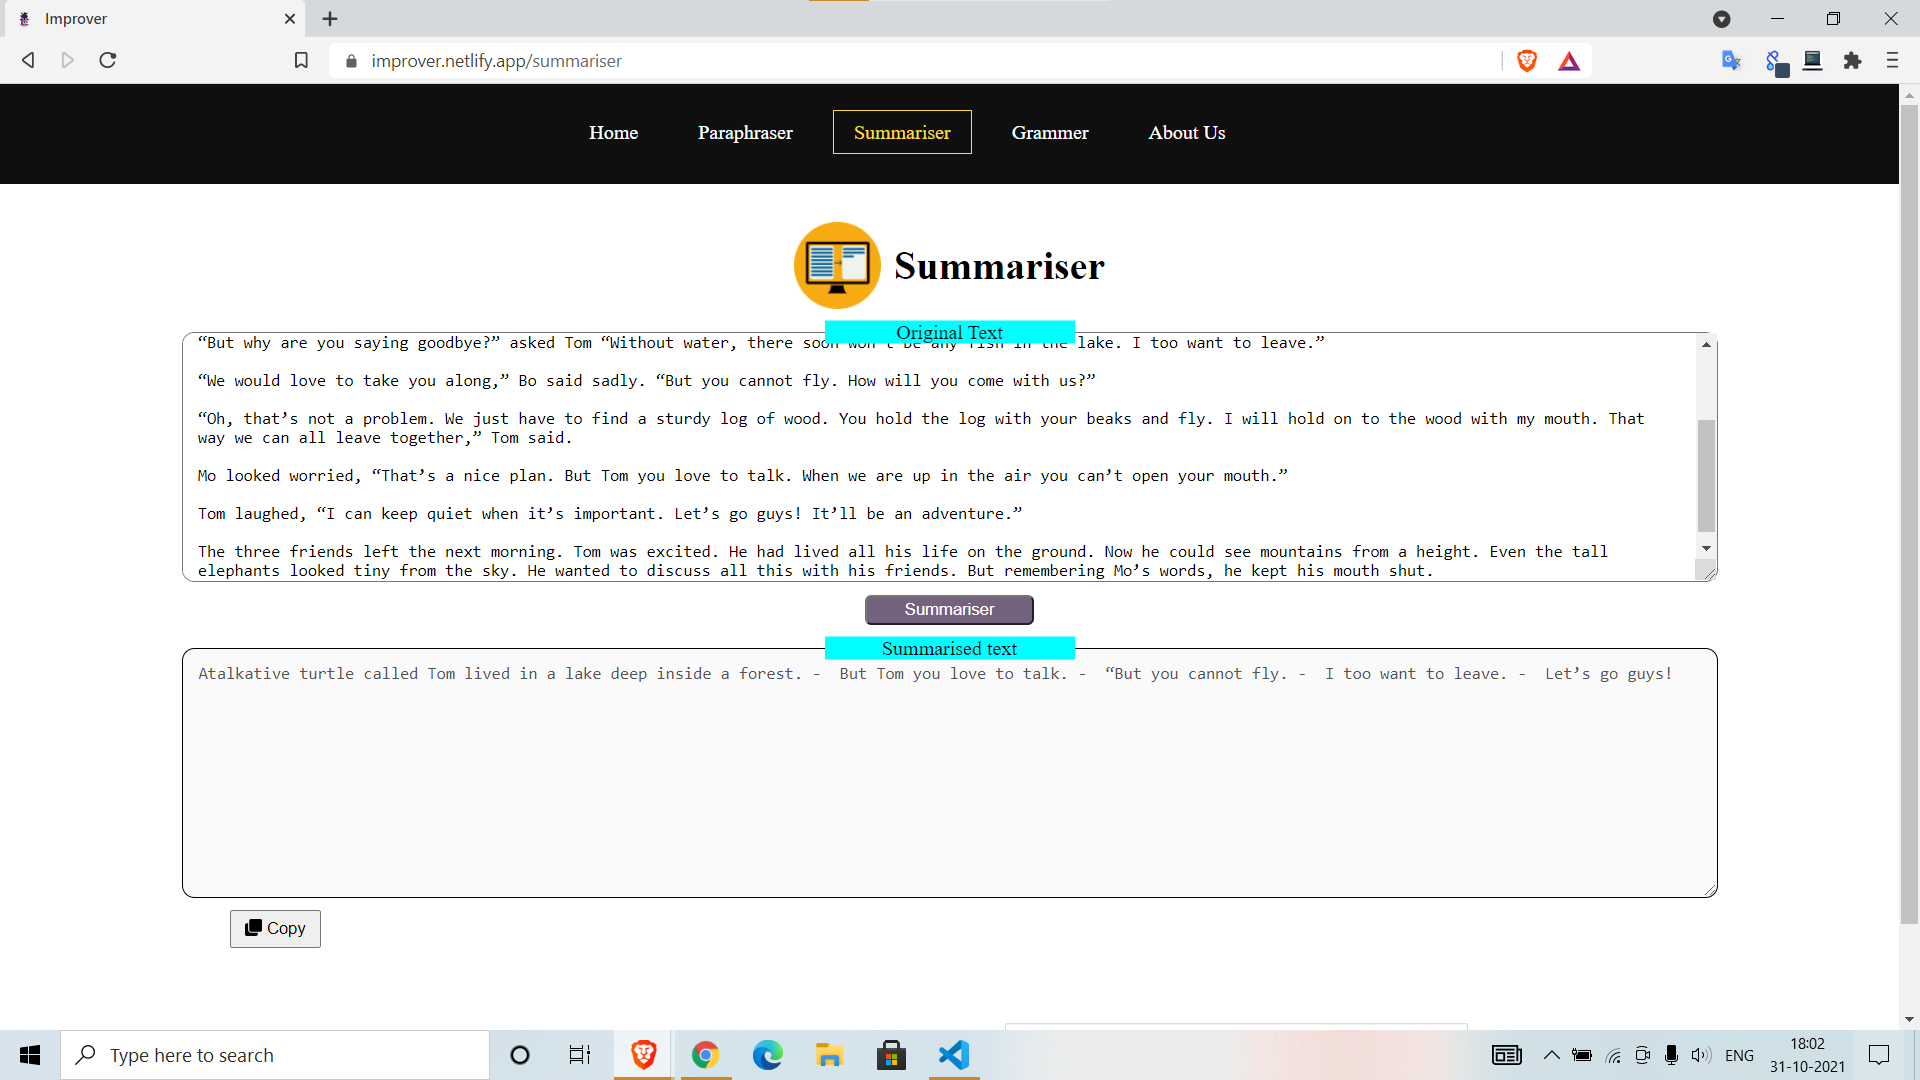 Improver
improver.netlify.app/summariser
Home Paraphraser Summariser Grammer About Us
Summariser
Original Text
“But why are you saying goodbye?” asked Tom “Without water, there soon won’t be any fish in the lake. I too want to leave.”
“We would love to take you along,” Bo said sadly. “But you cannot fly. How will you come with us?”
“Oh, that’s not a problem. We just have to find a sturdy log of wood. You hold the log with your beaks and fly. I will hold on to the wood with my mouth. That
way we can all leave together,” Tom said.
Mo looked worried, “That’s a nice plan. But Tom you love to talk. When we are up in the air you can’t open your mouth.”
Tom laughed, “I can keep quiet when it’s important. Let’s go guys! It’ll be an adventure.”
The three friends left the next morning. Tom was excited. He had lived all his life on the ground. Now he could see mountains from a height. Even the tall
elephants looked tiny from the sky. He wanted to discuss all this with his friends. But remembering Mo’s words, he kept his mouth shut.
Summariser
Summarised text
Atalkative turtle called Tom lived in a lake deep inside a forest. -  But Tom you love to talk. -  “But you cannot fly. -  I too want to leave. -  Let’s go guys!
Copy
Type here to search
ENG
18:02
31-10-2021